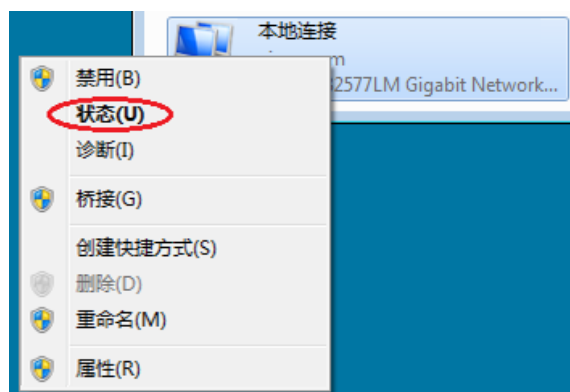 本地连接
2577LM Gigabit Network...
禁用(B)
状态(U)
诊断(I)
桥接(G)
创建快捷方式(S)
删除(D)
重命名(M)
属性(R)